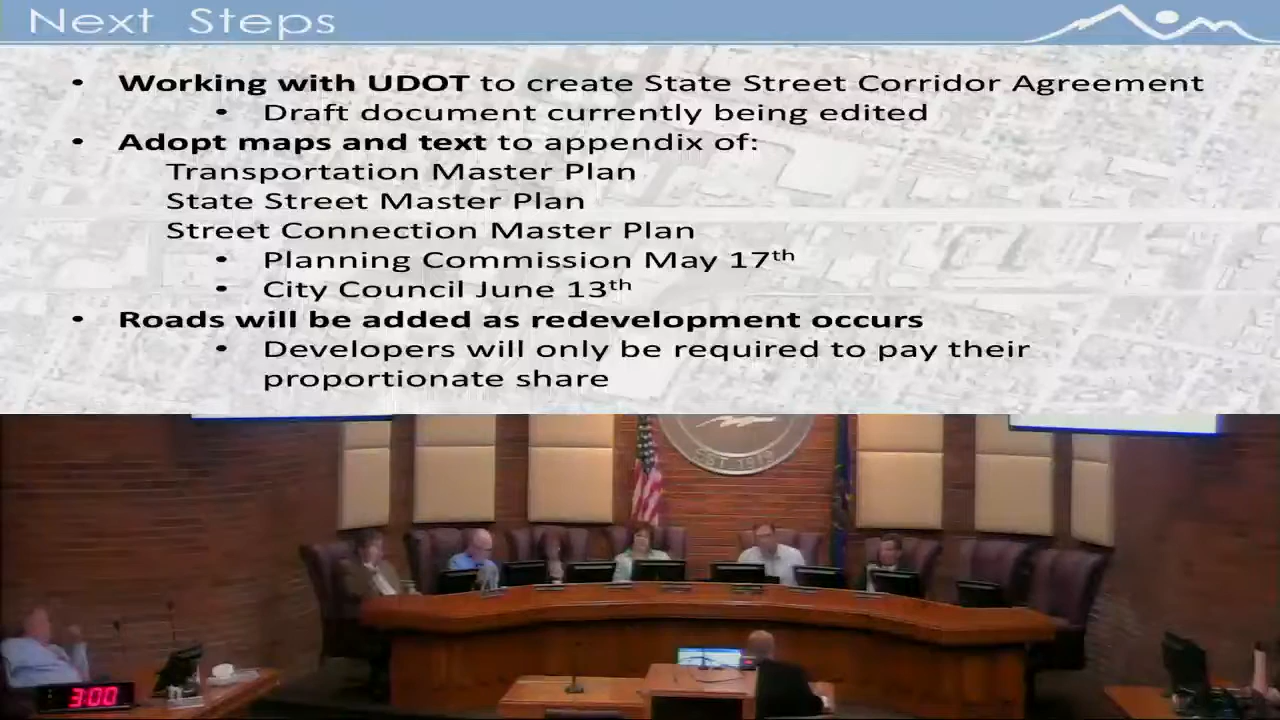 Next Steps
• Working with UDOT to create State Street Corridor Agreement
• Draft document currently being edited
• Adopt maps and text to appendix of:
Transportation Master Plan
State Street Master Plan
Street Connection Master Plan
• Planning Commission May 17th
• City Council June 13th
• Roads will be added as redevelopment occurs
• Developers will only be required to pay their
proportionate share
EST 1919
3:00